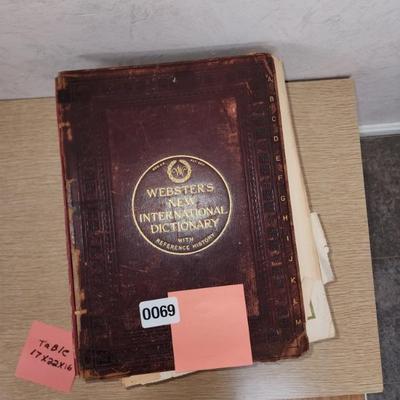 WEBSTER'S
NEW
INTERNATIONAL
DICTIONARY
WITH
REFERENCE HISTORY
A
B
C
D
E
F
G
H
I
J
K
L
M
0069
TaBle
17x22x16